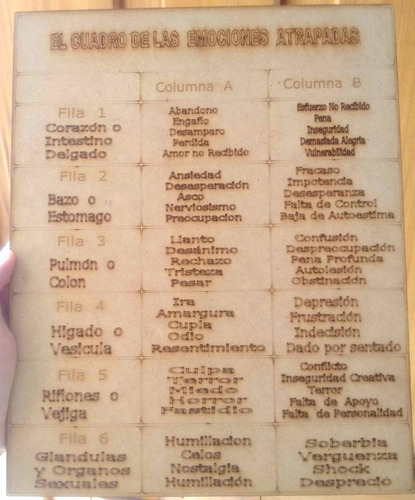 EL CUADRO DE LAS EMOCIONES ATRAPADAS
Columna A
Columna B
Fila 1
Corazón o
Intestino
Delgado
Abandono
Engaño
Desamparo
Perdida
Amor no Recibido
Esfuerzo No Recibido
Pena
Inseguridad
Demasiada Alegria
Vulnerabilidad
Fila 2
Bazo o
Estomago
Ansiedad
Desesperación
Asco
Nerviosismo
Preocupacion
Fracaso
Impotencia
Desesperanza
Falta de Control
Baja de Autoestima
Fila 3
Pulmón o
Colon
Llanto
Desánimo
Rechazo
Tristeza
Pesar
Confusión
Despreocupación
Pena Profunda
Autolesión
Obstinación
Fila 4
Higado o
Vesicula
Ira
Amargura
Cupla
Odio
Resentimiento
Depresión
Frustración
Indecisión
Dado por sentado
Fila 5
Riñones o
Vejiga
Culpa
Terror
Miedo
Horror
Fastidio
Conflicto
Inseguridad Creativa
Terror
Falta de Apoyo
Falta de Personalidad
Fila 6
Glandulas
y Organos
Sexuales
Humillacion
Celos
Nostalgia
Humillación
Soberbia
Verguenza
Shock
Desprecio